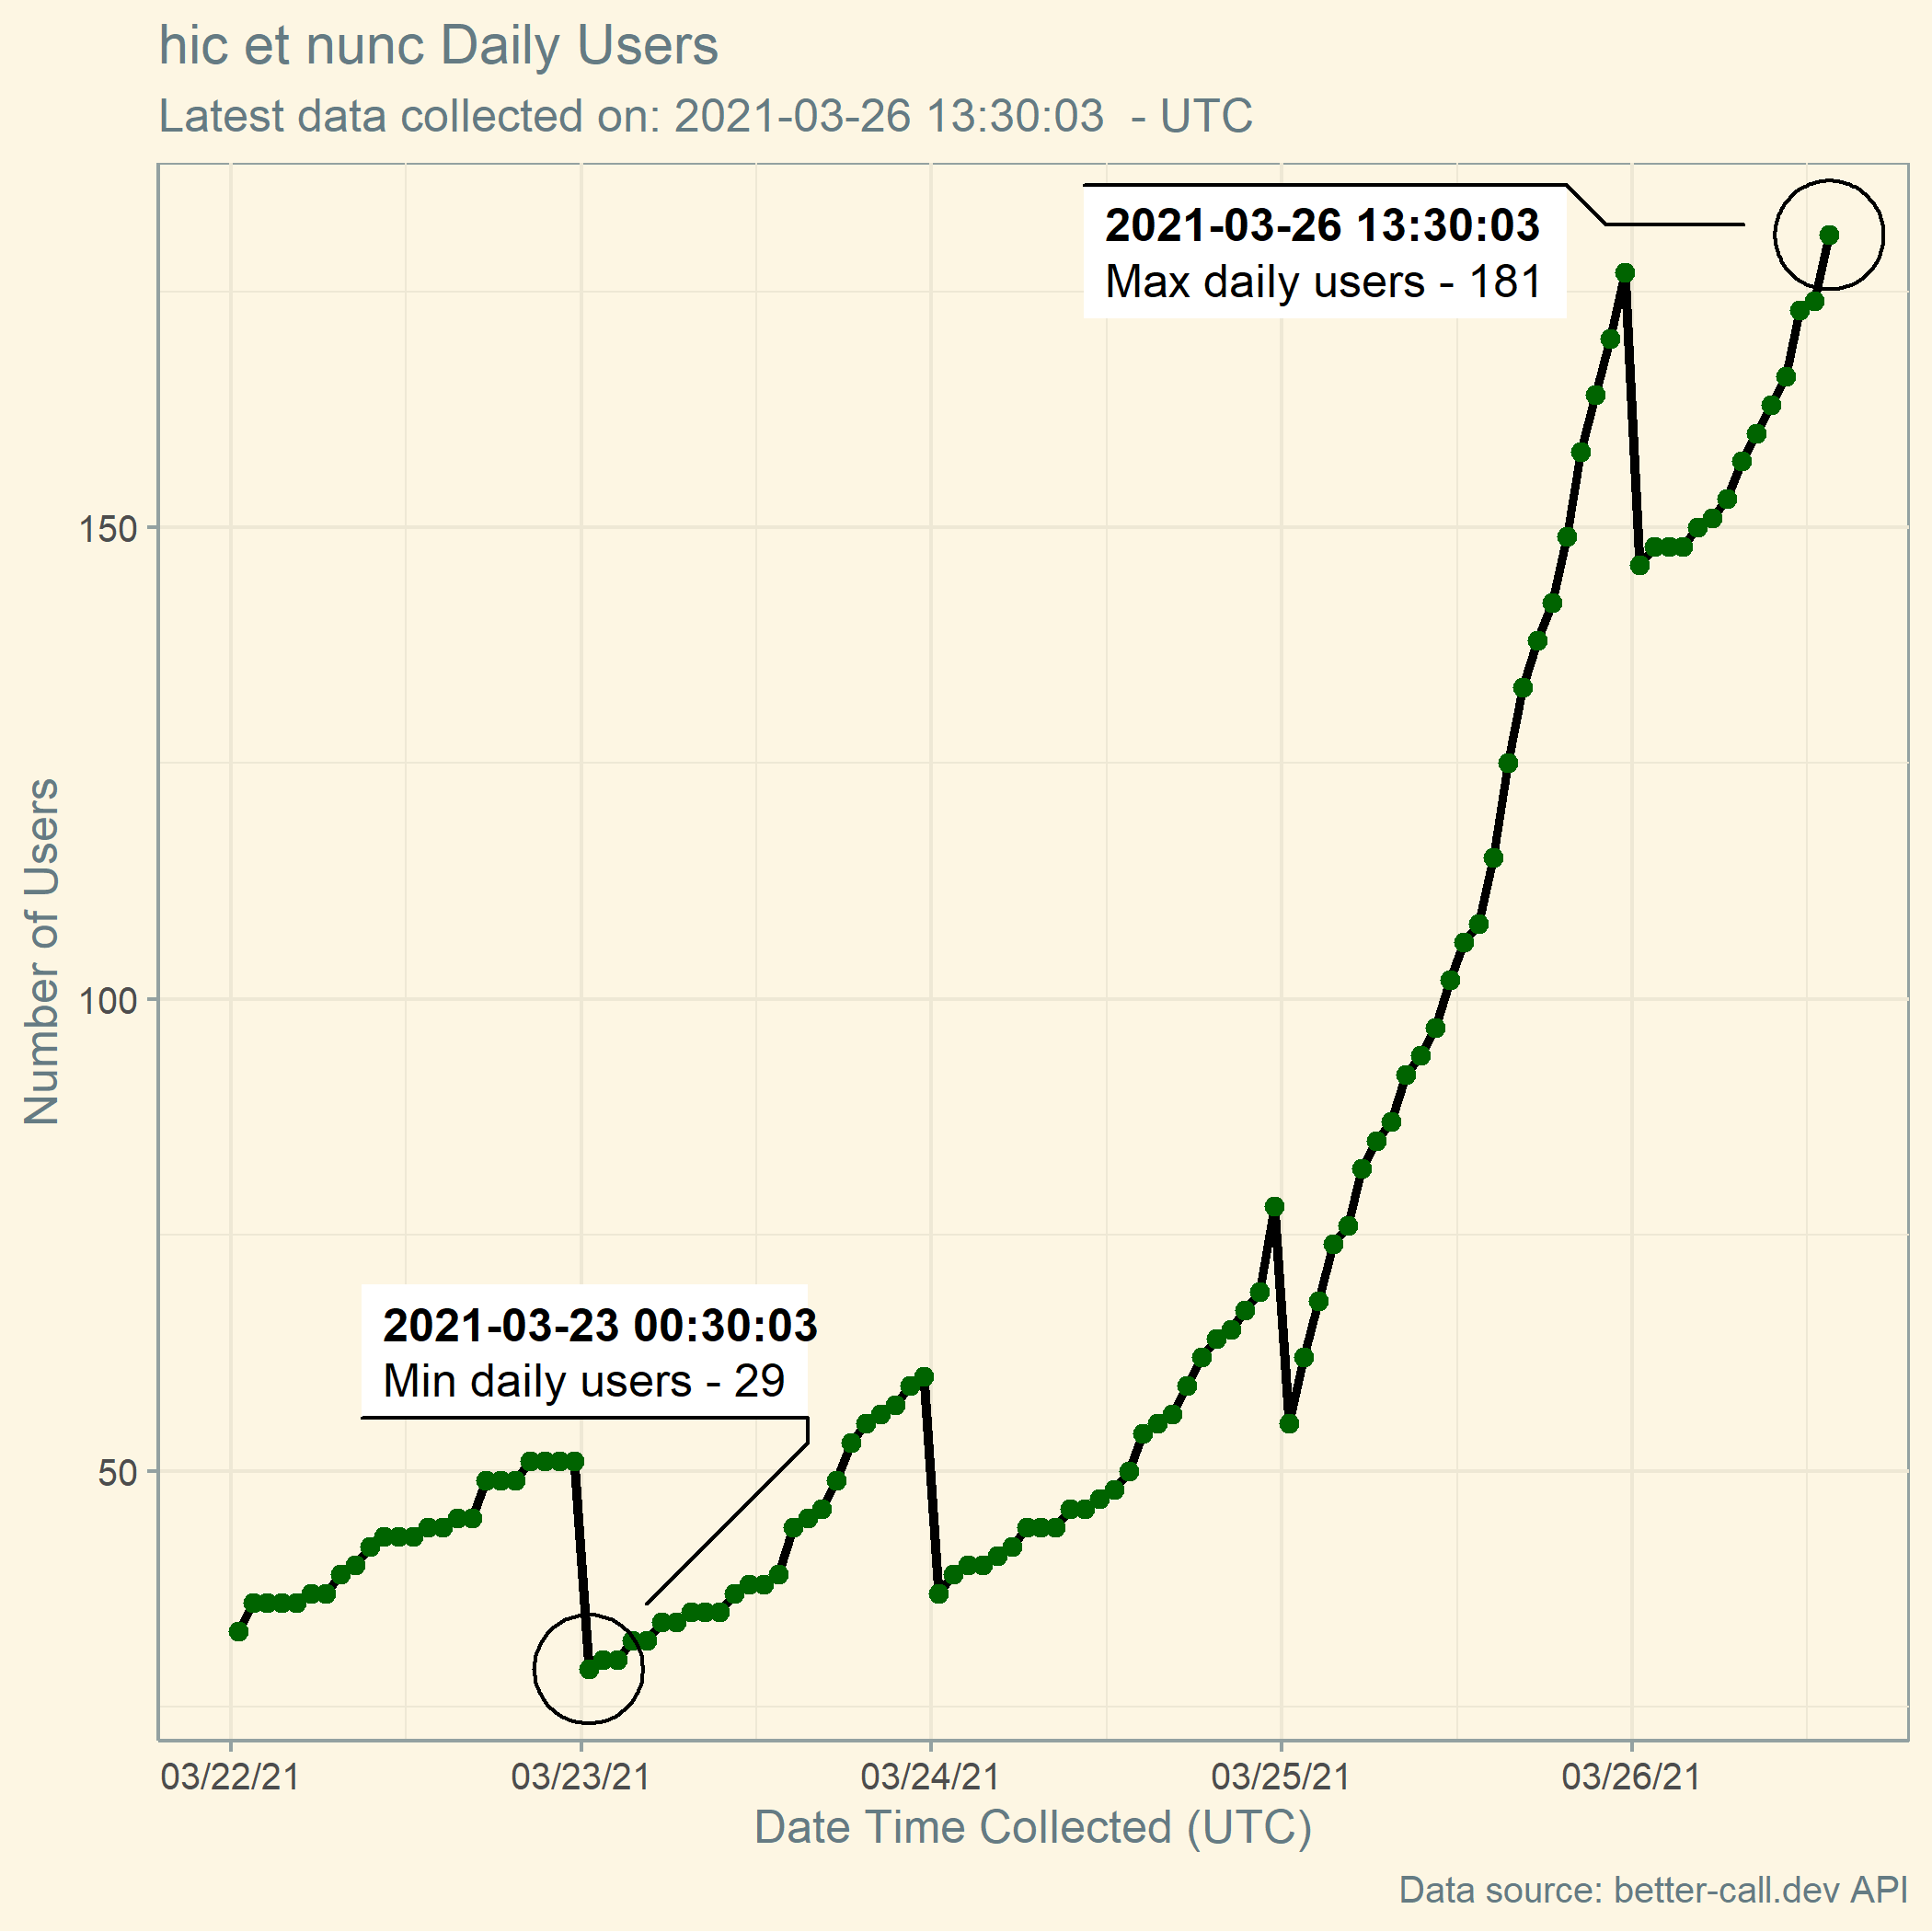 hic et nunc Daily Users
Latest data collected on: 2021-03-26 13:30:03  - UTC
2021-03-26 13:30:03
Max daily users - 181
150
100
50
Number of Users
2021-03-23 00:30:03
Min daily users - 29
03/22/21 03/23/21 03/24/21 03/25/21 03/26/21
Date Time Collected (UTC)
Data source: better-call.dev API